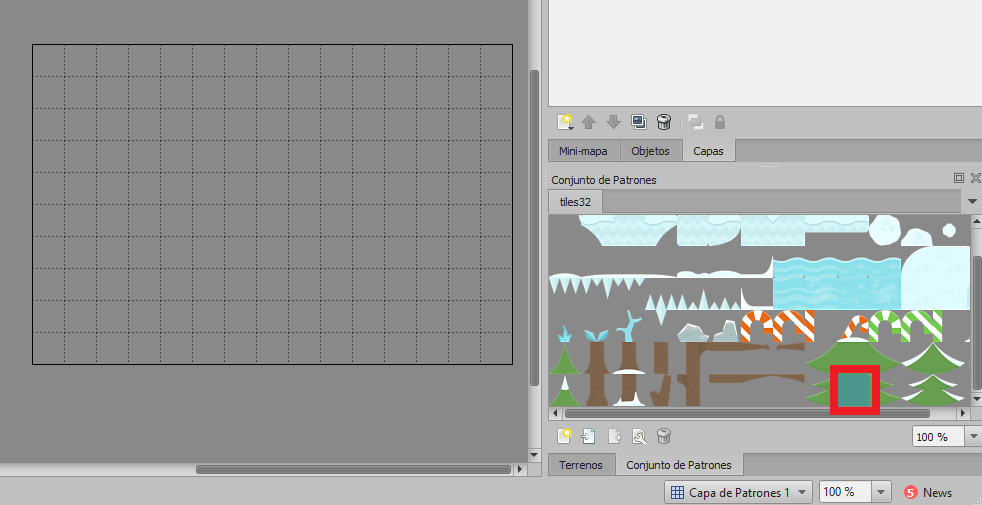 Mini-mapa Objetos Capas
Conjunto de Patrones
tiles32
100 %
Terrenos Conjunto de Patrones
Capa de Patrones 1 100 % 5 News